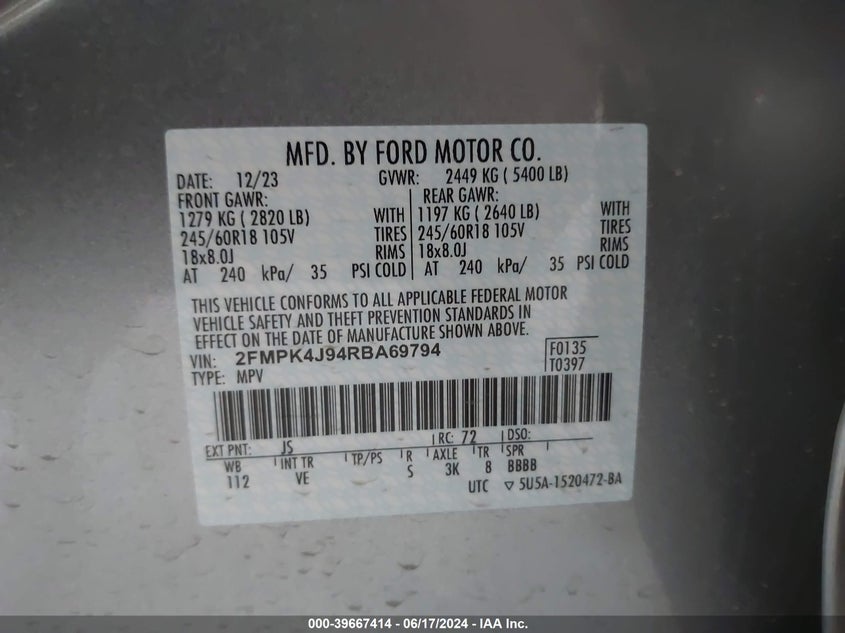 MFD. BY FORD MOTOR CO.
DATE: 12/23 GVWR: 2449 KG ( 5400 LB)
FRONT GAWR: REAR GAWR:
1279 KG ( 2820 LB) WITH 1197 KG ( 2640 LB) WITH
245/60R18 105V TIRES 245/60R18 105V TIRES
18x8.0J RIMS 18x8.0J RIMS
AT 240 kPa/ 35 PSI COLD AT 240 kPa/ 35 PSI COLD
THIS VEHICLE CONFORMS TO ALL APPLICABLE FEDERAL MOTOR
VEHICLE SAFETY AND THEFT PREVENTION STANDARDS IN
EFFECT ON THE DATE OF MANUFACTURE SHOWN ABOVE.
VIN: 2FMPK4J94RBA69794 F0135
TYPE: MPV T0397
EXT PNT: JS RC: 72 DSO:
WB INT TR TP/PS R AXLE TR SPR
112 VE S 3K 8 BBBB
UTC ▽ 5U5A-1520472-BA
000-39667414 - 06/17/2024 - IAA Inc.